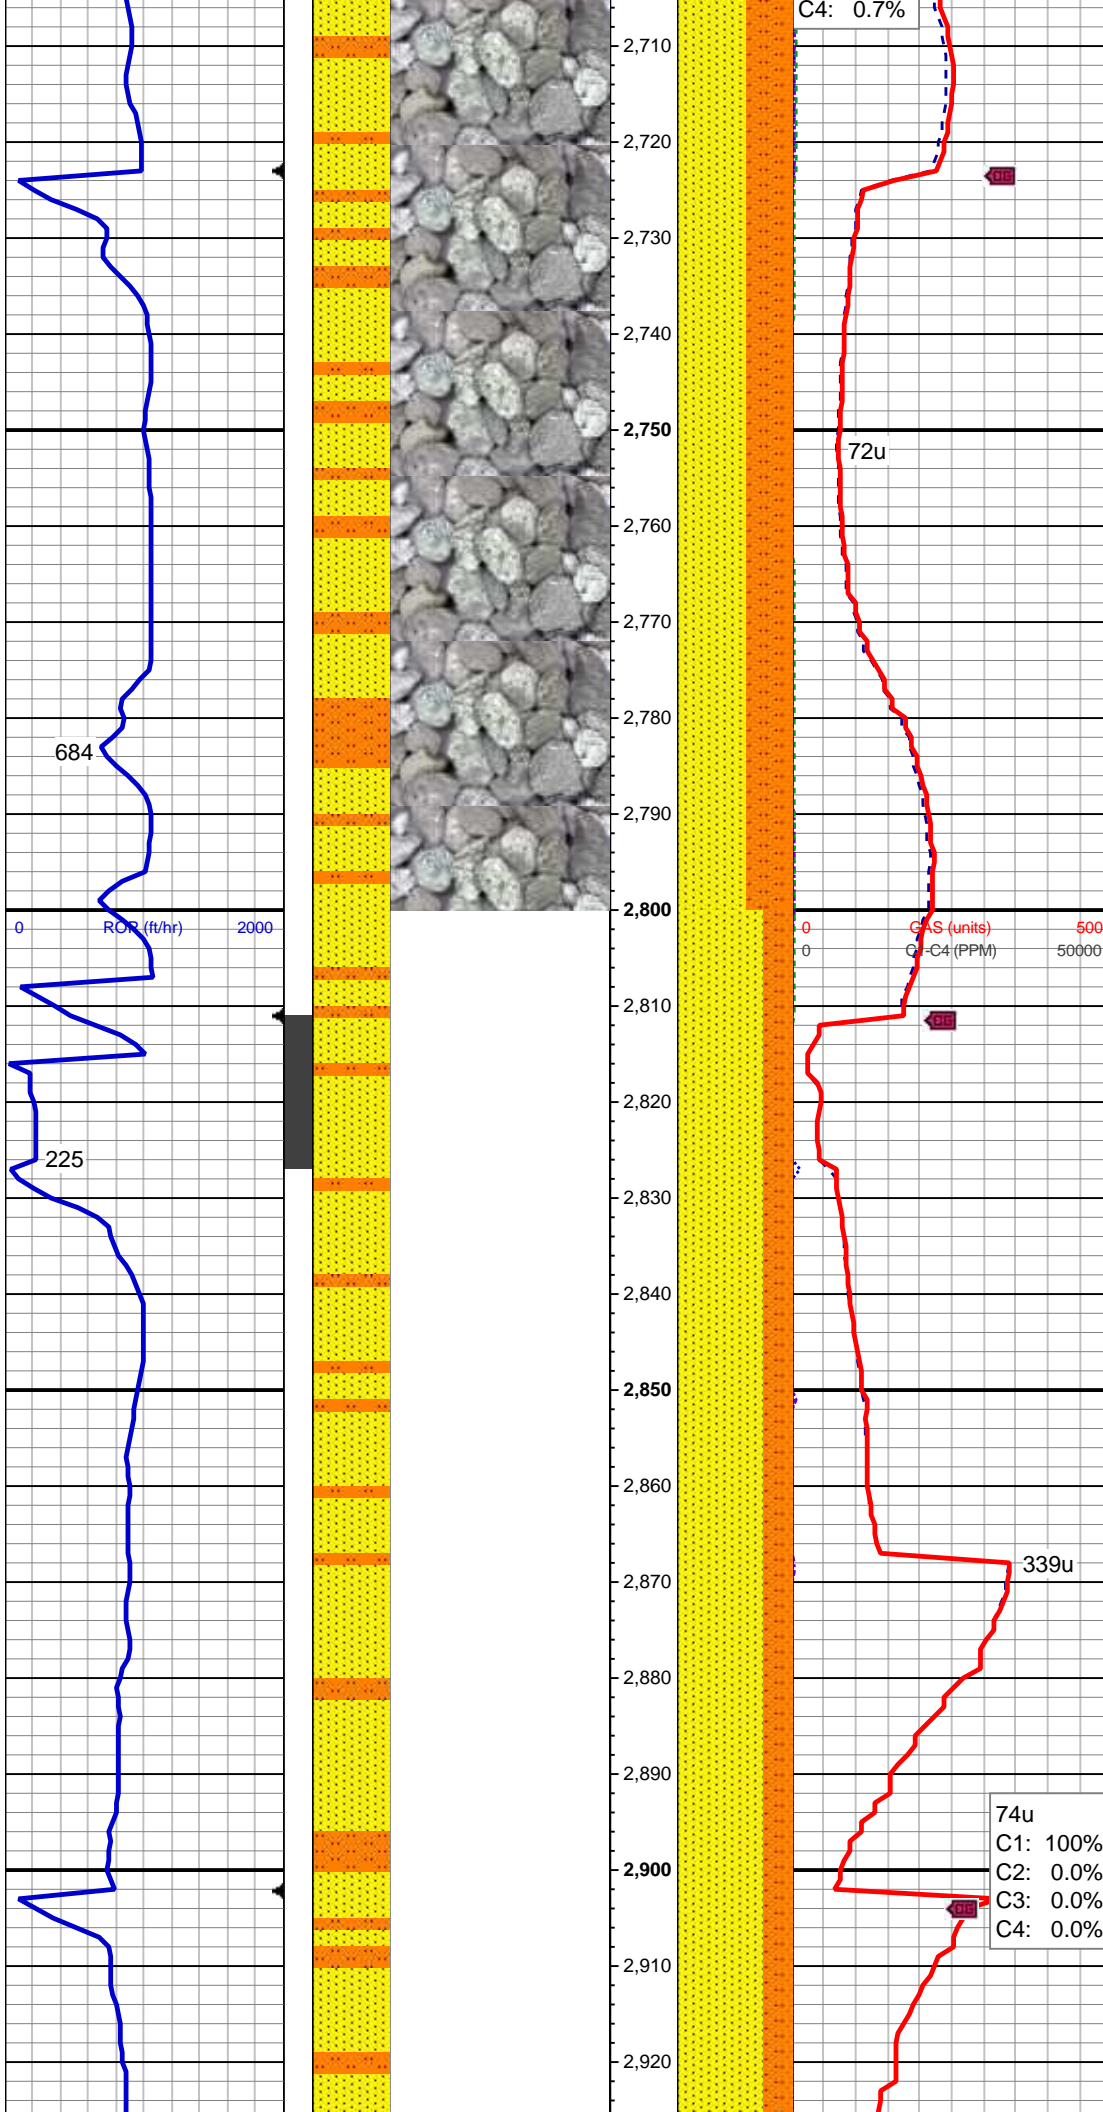 C4: 0.7%
2,710
2,720
CG
2,730
2,740
2,750
72u
2,760
2,770
2,780
684
2,790
2,800
0 ROP (ft/hr) 2000
0 GAS (units) 500
0 C1-C4 (PPM) 50000
2,810
CG
2,820
225
2,830
2,840
2,850
2,860
339u
2,870
2,880
2,890
74u
C1: 100%
2,900
C2: 0.0%
C3: 0.0%
CG
C4: 0.0%
2,910
2,920